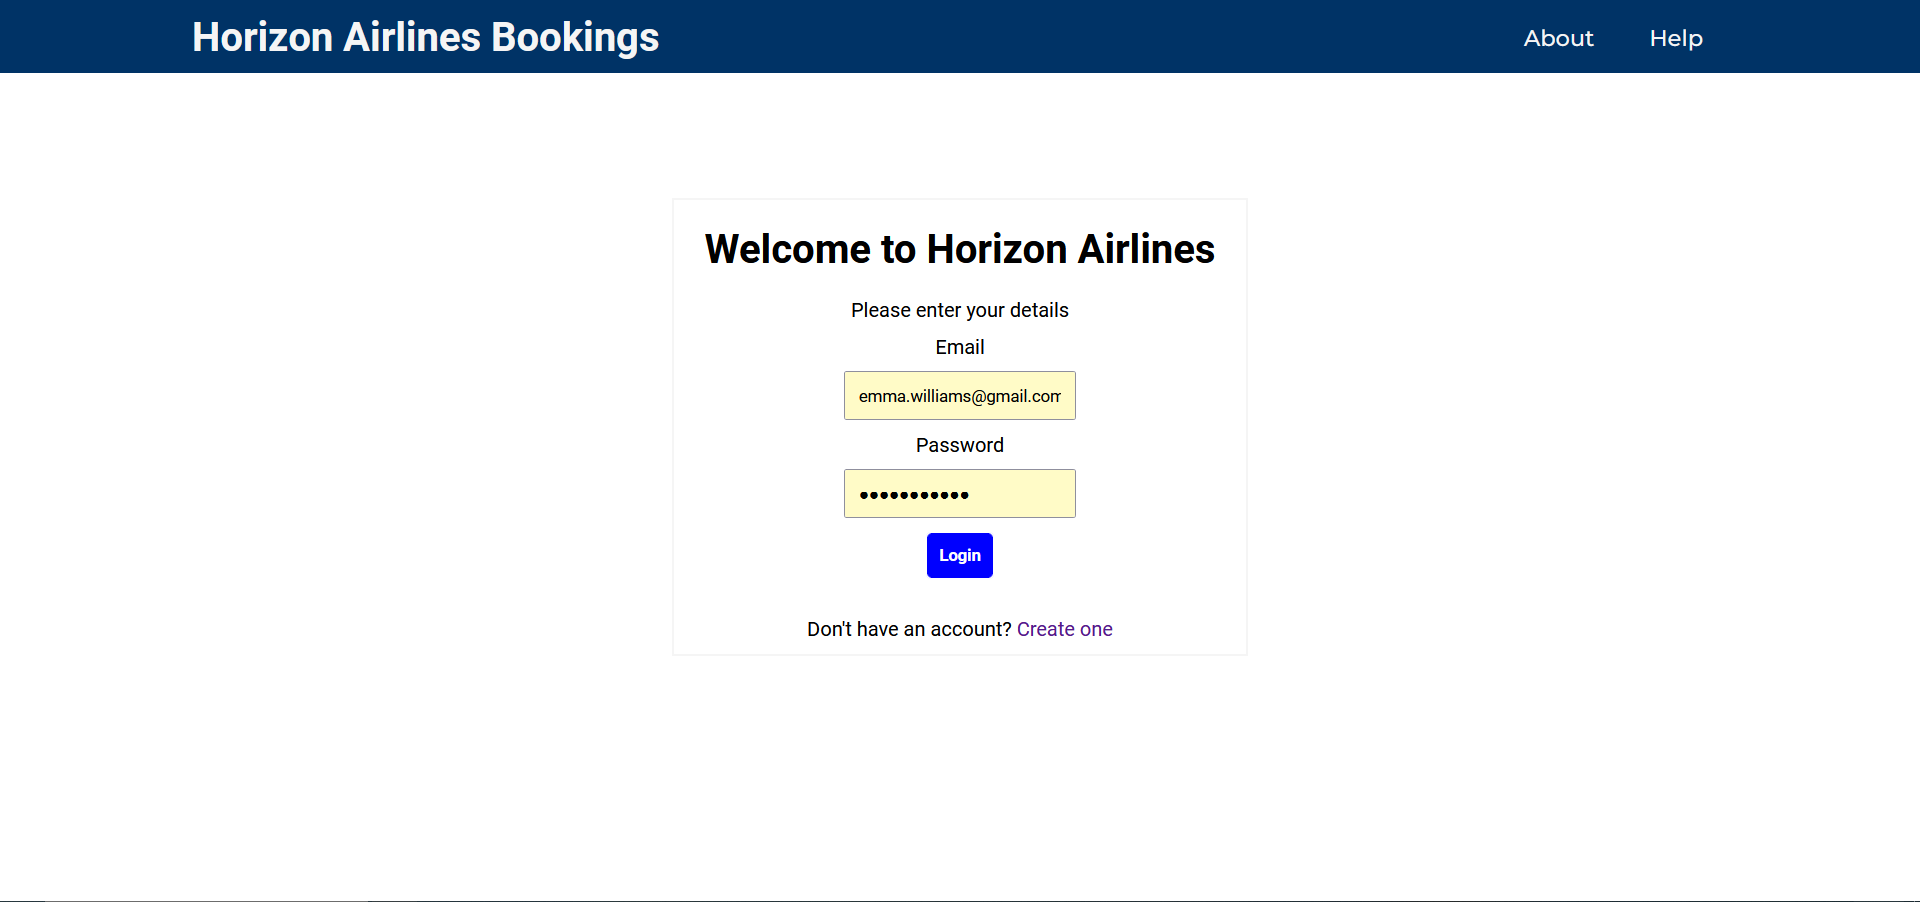 Horizon Airlines Bookings
About
Help
Welcome to Horizon Airlines
Please enter your details
Email
emma.williams@gmail.com
Password
•••••••••••
Login
Don't have an account? Create one